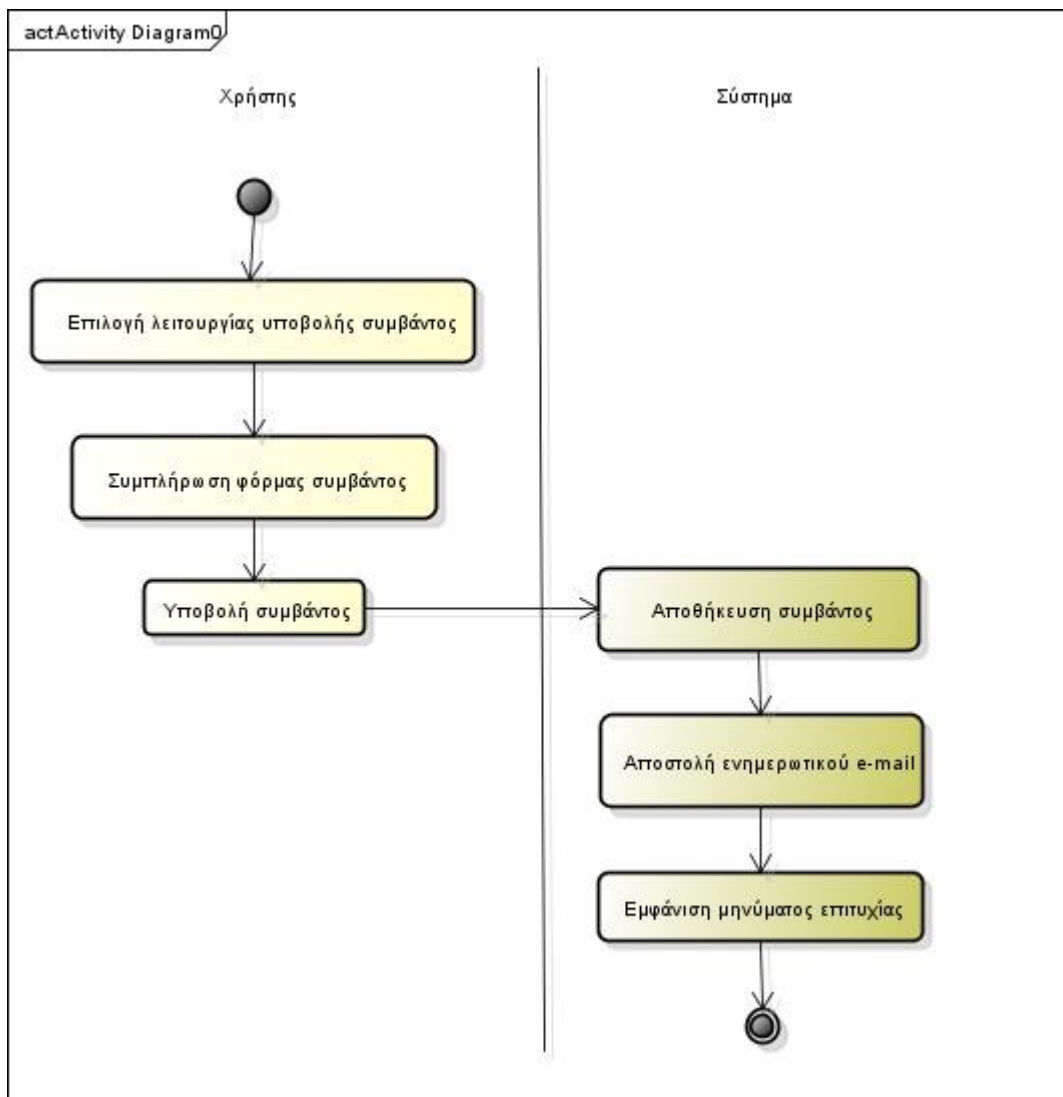 actActivity Diagram0
Χρήστης
Σύστημα
Επιλογή λειτουργίας υποβολής συμβάντος
Συμπλήρωση φόρμας συμβάντος
Υποβολή συμβάντος
Αποθήκευση συμβάντος
Αποστολή ενημερωτικού e-mail
Εμφάνιση μηνύματος επιτυχίας